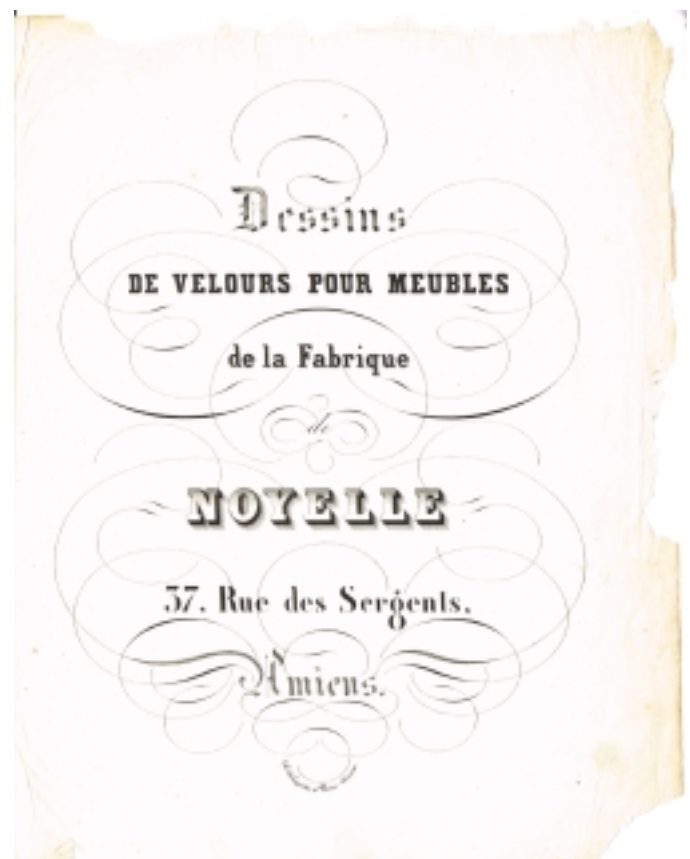 Dessins
DE VELOURS POUR MEUBLES
de la Fabrique
de
NOYELLE
37. Rue des Sergents.
Amiens.